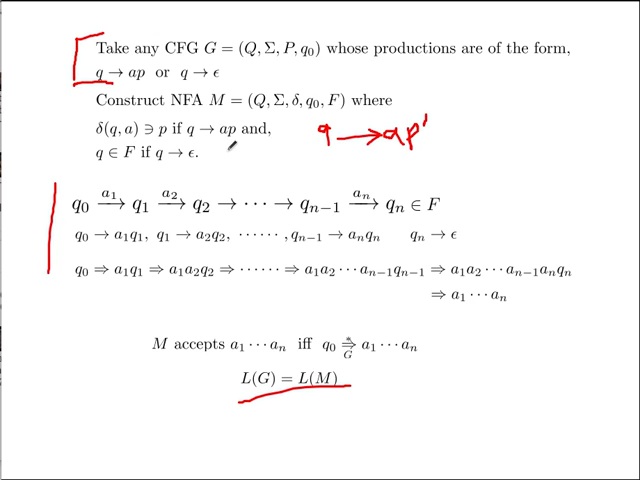 Take any CFG G = (Q, Σ, P, q₀) whose productions are of the form,
q → ap or q → ϵ
Construct NFA M = (Q, Σ, δ, q₀, F) where
δ(q, a) ∋ p if q → ap and,
q → ap'
q ∈ F if q → ϵ.
q₀ —a₁→ q₁ —a₂→ q₂ → ⋯ → qₙ₋₁ —aₙ→ qₙ ∈ F
q₀ → a₁q₁, q₁ → a₂q₂, ⋯⋯, qₙ₋₁ → aₙqₙ qₙ → ϵ
q₀ ⇒ a₁q₁ ⇒ a₁a₂q₂ ⇒ ⋯⋯ ⇒ a₁a₂⋯aₙ₋₁qₙ₋₁ ⇒ a₁a₂⋯aₙ₋₁aₙqₙ
⇒ a₁⋯aₙ
M accepts a₁⋯aₙ iff q₀ ⇒*_G a₁⋯aₙ
L(G) = L(M)